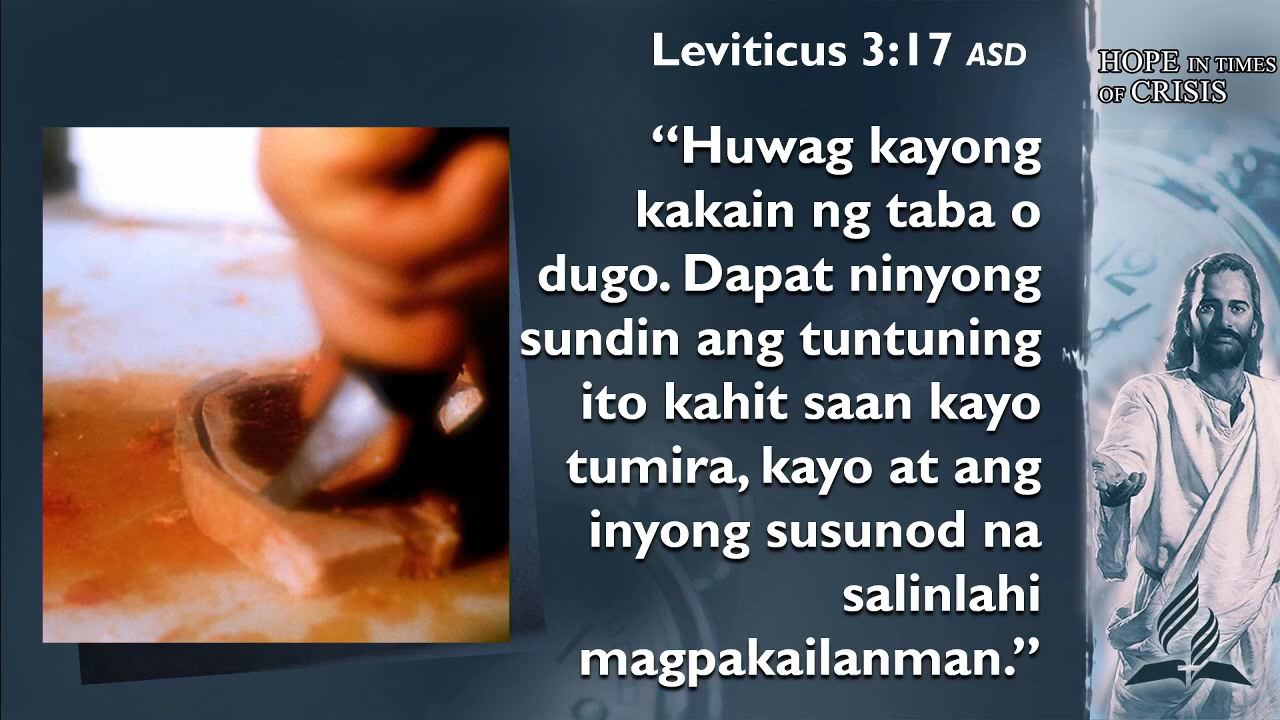 Leviticus 3:17 ASD
HOPE IN TIMES
OF CRISIS
“Huwag kayong
kakain ng taba o
dugo. Dapat ninyong
sundin ang tuntuning
ito kahit saan kayo
tumira, kayo at ang
inyong susunod na
salinlahi
magpakailanman.”